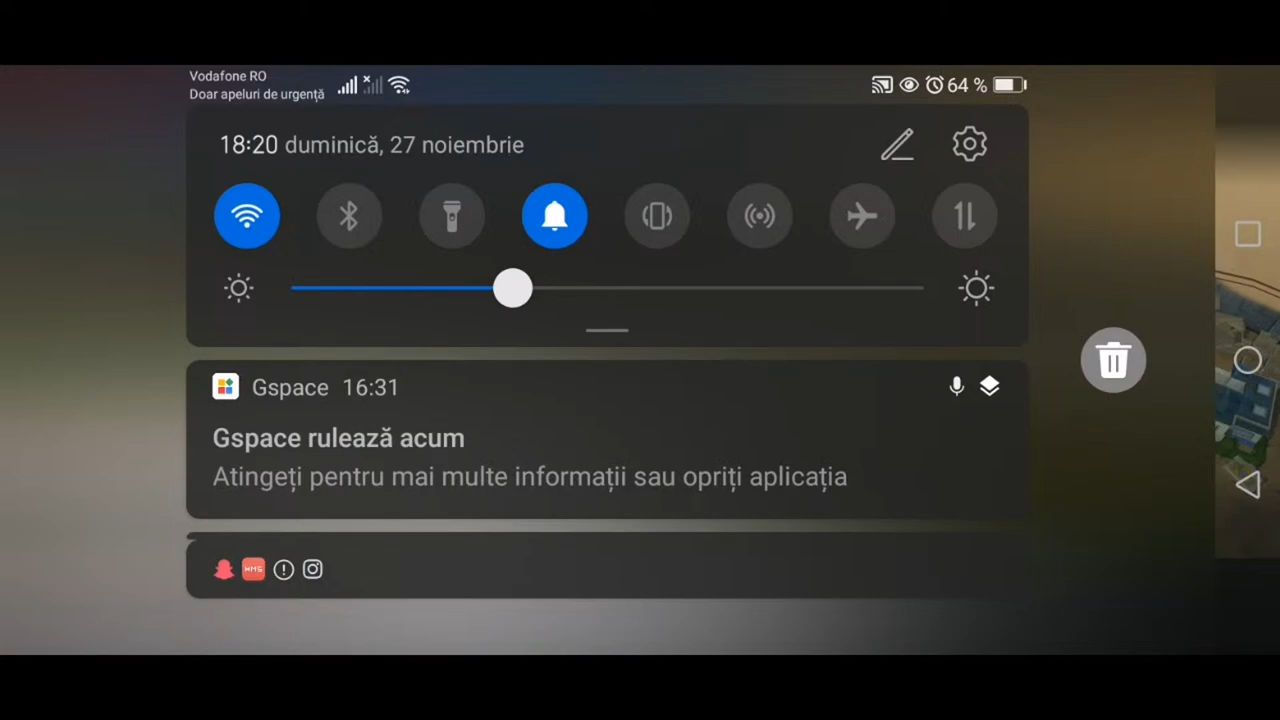 Vodafone RO
Doar apeluri de urgență
64 %
18:20 duminică, 27 noiembrie
Gspace 16:31
Gspace rulează acum
Atingeți pentru mai multe informații sau opriți aplicația
HMS